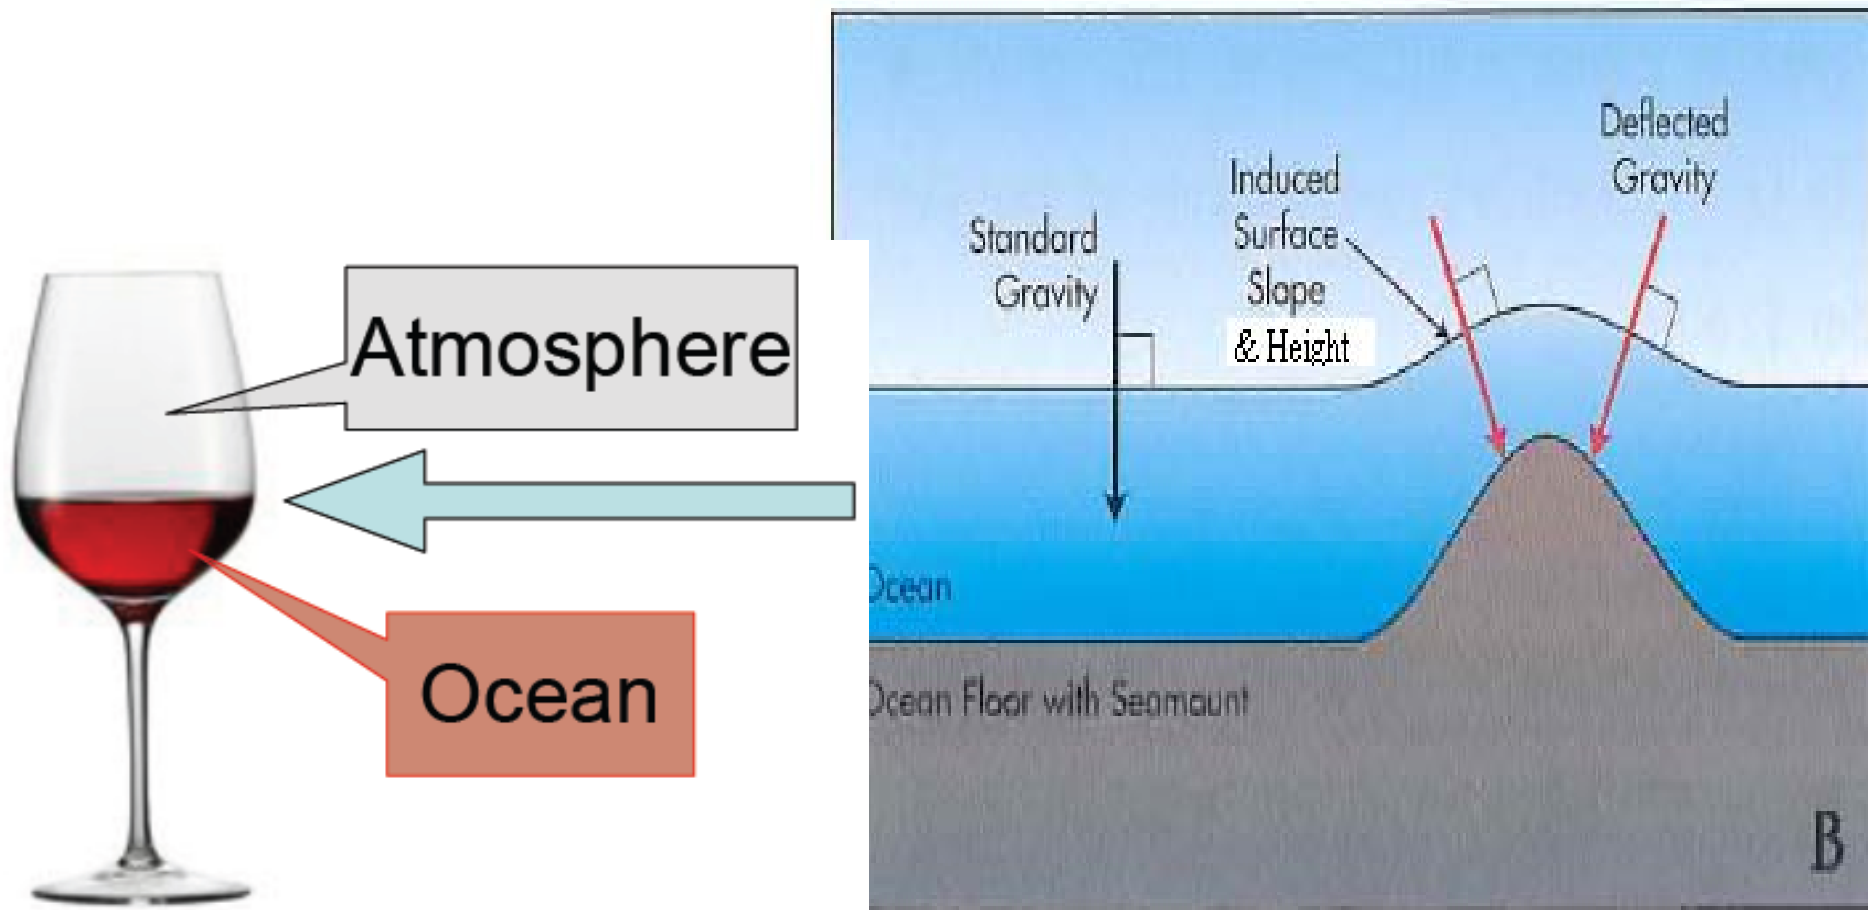 Atmosphere
Ocean
Standard
Gravity
Induced
Surface
Slope
& Height
Deflected
Gravity
Ocean
Ocean Floor with Seamount
B